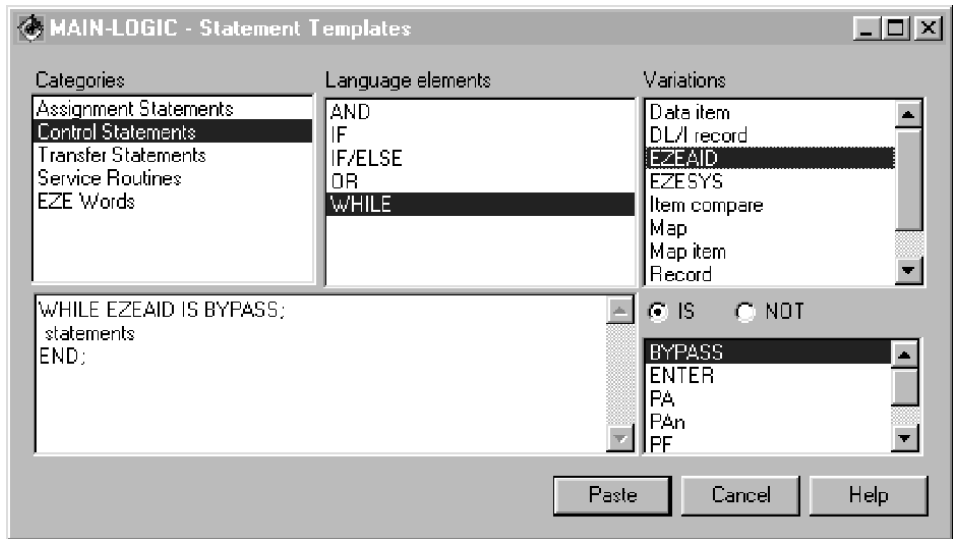 MAIN-LOGIC - Statement Templates
Categories
Assignment Statements
Control Statements
Transfer Statements
Service Routines
EZE Words
Language elements
AND
IF
IF/ELSE
OR
WHILE
Variations
Data item
DL/I record
EZEAID
EZESYS
Item compare
Map
Map item
Record
WHILE EZEAID IS BYPASS;
statements
END;
IS NOT
BYPASS
ENTER
PA
PAn
PF
Paste Cancel Help